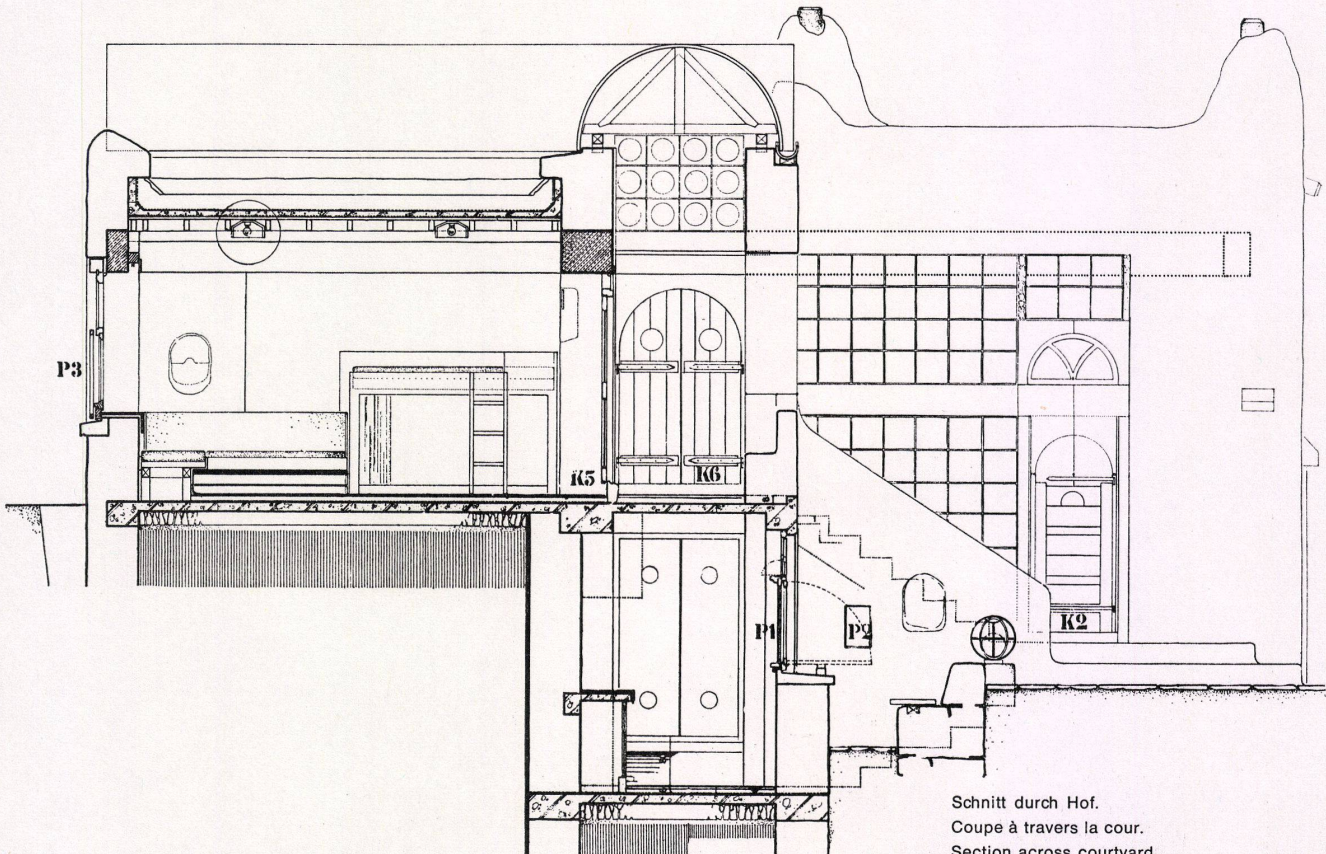 P3
K5
K6
P1
P2
K2
Schnitt durch Hof.
Coupe à travers la cour.
Section across courtyard